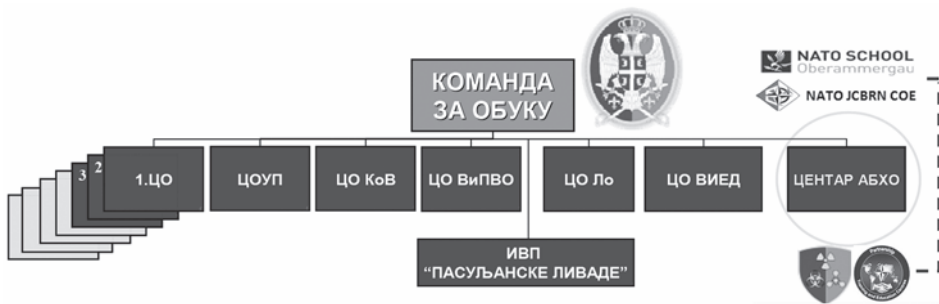 КОМАНДА
ЗА ОБУКУ
NATO SCHOOL
Oberammergau
NATO JCBRN COE
3
2
1.ЦО
ЦОУП
ЦО КоВ
ЦО ВиПВО
ЦО Ло
ЦО ВИЕД
ЦЕНТАР АБХО
ИВП
“ПАСУЉАНСКЕ ЛИВАДЕ”
Partnership